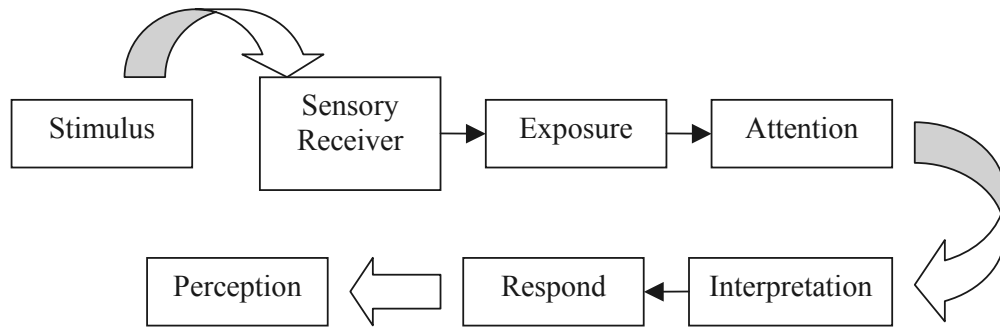 Stimulus
Sensory
Receiver
Exposure
Attention
Interpretation
Respond
Perception